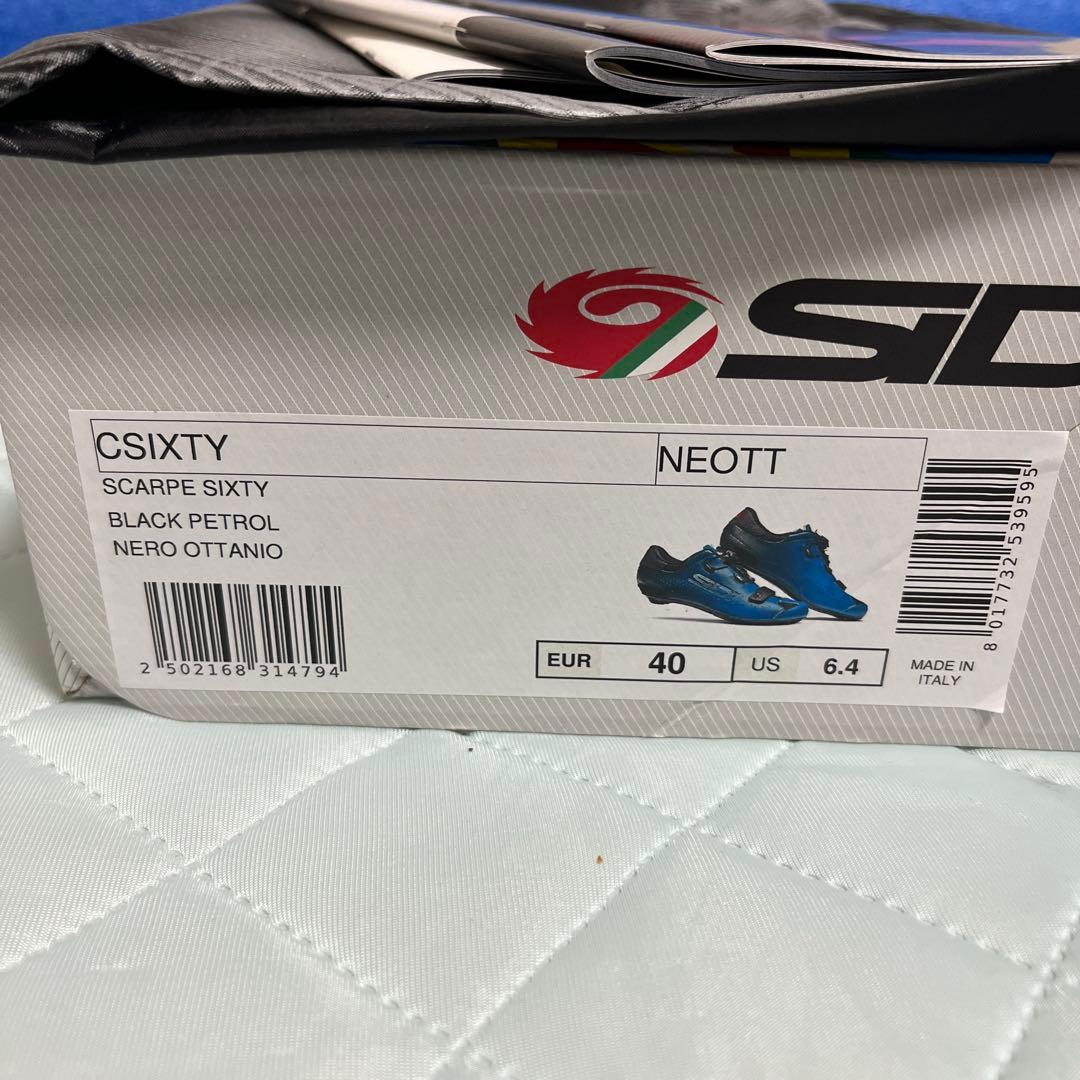 SiD
CSIXTY NEOTT
SCARPE SIXTY
BLACK PETROL
NERO OTTANIO
2 502168 314794
8 017732 539595
EUR 40 US 6.4
MADE IN
ITALY